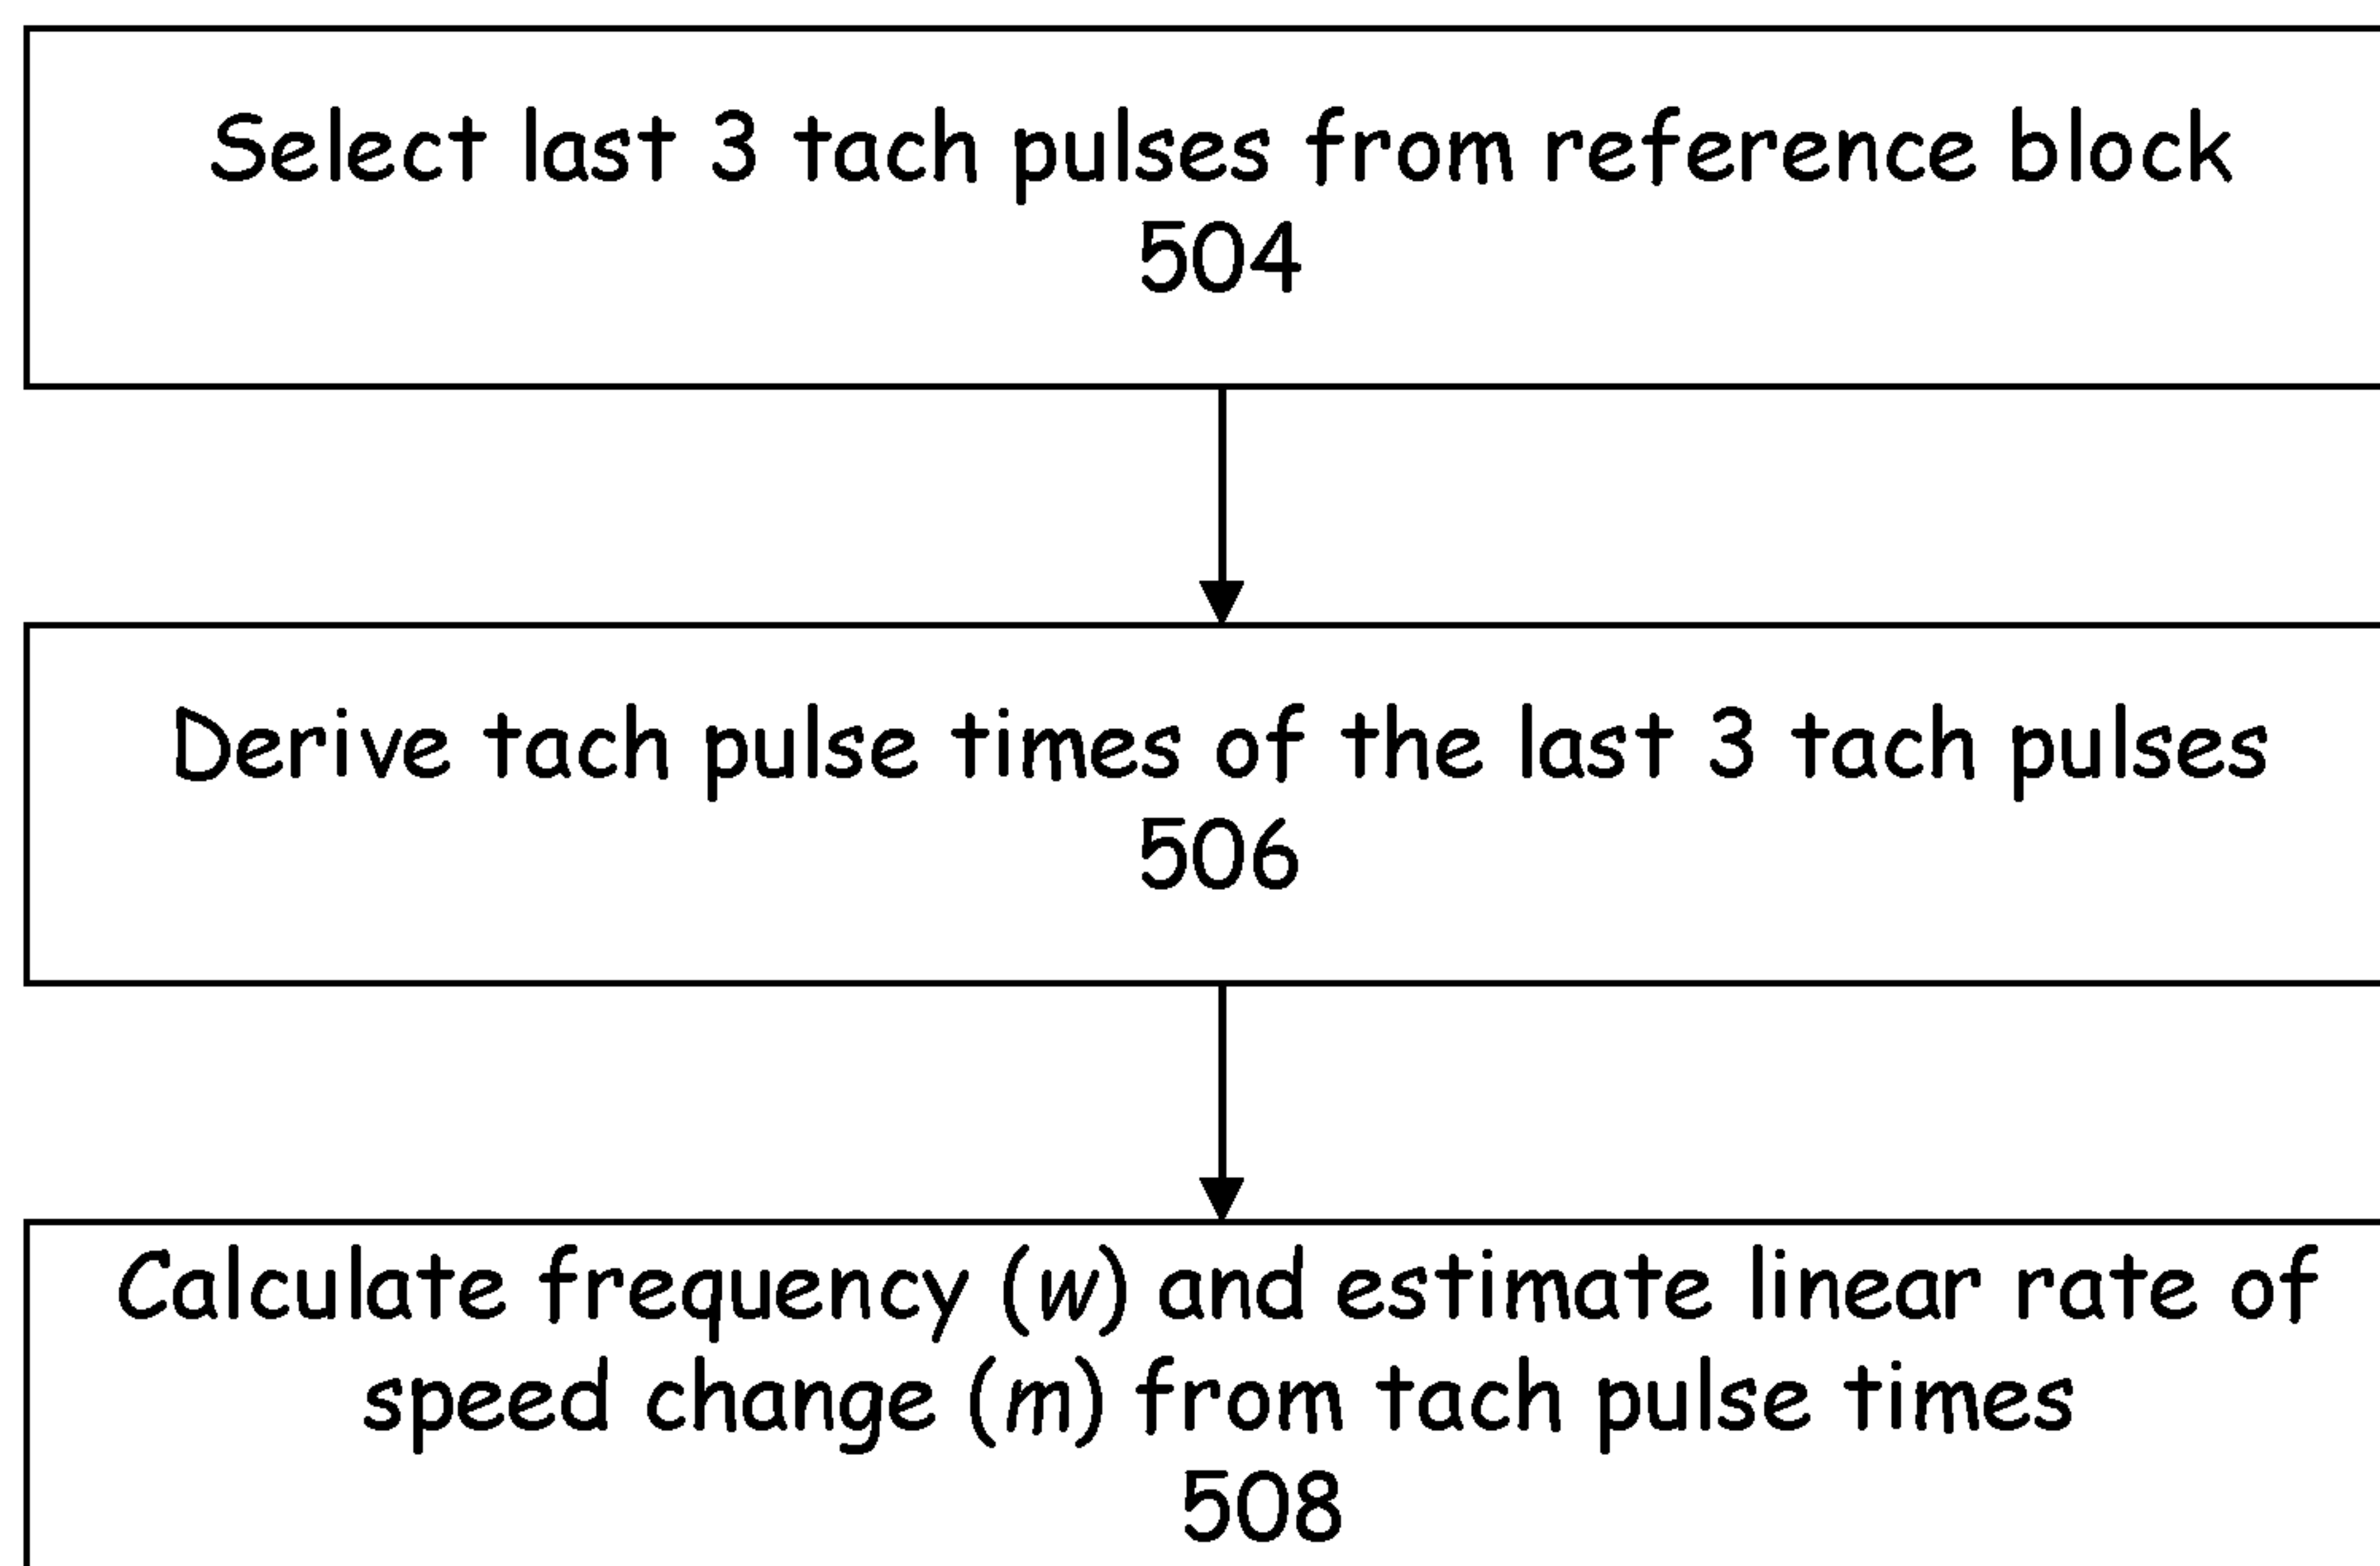 Select last 3 tach pulses from reference block
504
Derive tach pulse times of the last 3 tach pulses
506
Calculate frequency (w) and estimate linear rate of
speed change (m) from tach pulse times
508